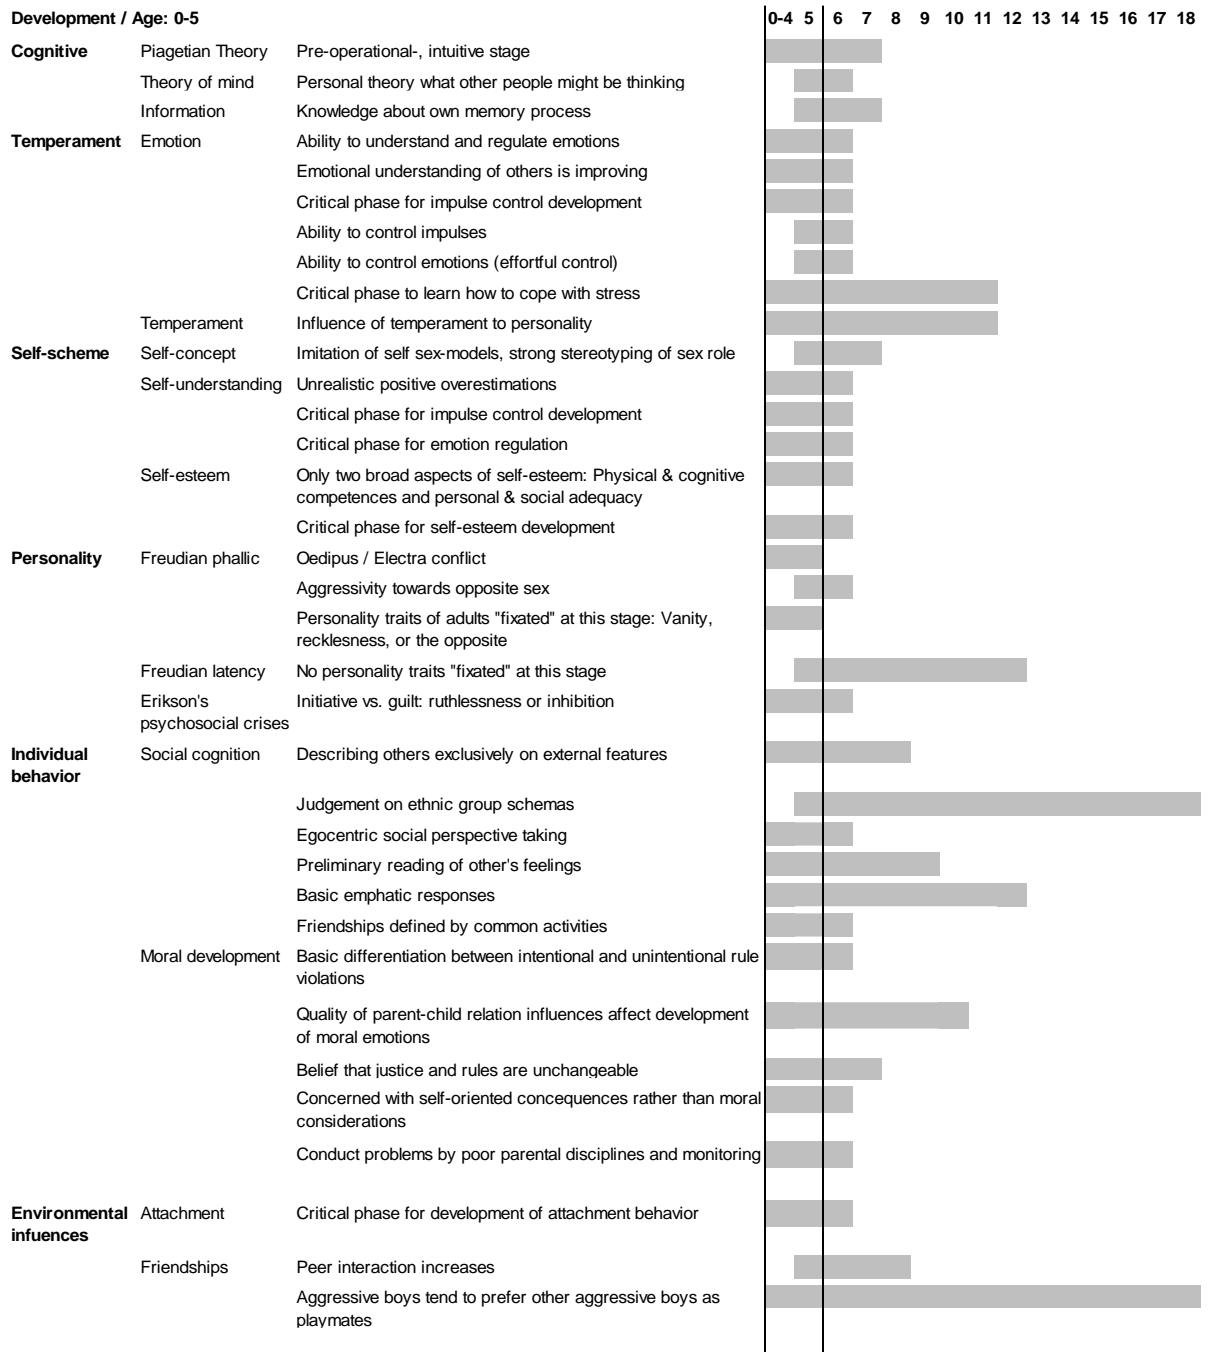 Development / Age: 0-5 0-4 5 6 7 8 9 10 11 12 13 14 15 16 17 18
Cognitive Piagetian Theory Pre-operational-, intuitive stage
Theory of mind Personal theory what other people might be thinking
Information Knowledge about own memory process
Temperament Emotion Ability to understand and regulate emotions
Emotional understanding of others is improving
Critical phase for impulse control development
Ability to control impulses
Ability to control emotions (effortful control)
Critical phase to learn how to cope with stress
Temperament Influence of temperament to personality
Self-scheme Self-concept Imitation of self sex-models, strong stereotyping of sex role
Self-understanding Unrealistic positive overestimations
Critical phase for impulse control development
Critical phase for emotion regulation
Self-esteem Only two broad aspects of self-esteem: Physical & cognitive
competences and personal & social adequacy
Critical phase for self-esteem development
Personality Freudian phallic Oedipus / Electra conflict
Aggressivity towards opposite sex
Personality traits of adults "fixated" at this stage: Vanity,
recklesness, or the opposite
Freudian latency No personality traits "fixated" at this stage
Erikson's Initiative vs. guilt: ruthlessness or inhibition
psychosocial crises
Individual Social cognition Describing others exclusively on external features
behavior
Judgement on ethnic group schemas
Egocentric social perspective taking
Preliminary reading of other's feelings
Basic emphatic responses
Friendships defined by common activities
Moral development Basic differentiation between intentional and unintentional rule
violations
Quality of parent-child relation influences affect development
of moral emotions
Belief that justice and rules are unchangeable
Concerned with self-oriented concequences rather than moral
considerations
Conduct problems by poor parental disciplines and monitoring
Environmental Attachment Critical phase for development of attachment behavior
infuences
Friendships Peer interaction increases
Aggressive boys tend to prefer other aggressive boys as
playmates